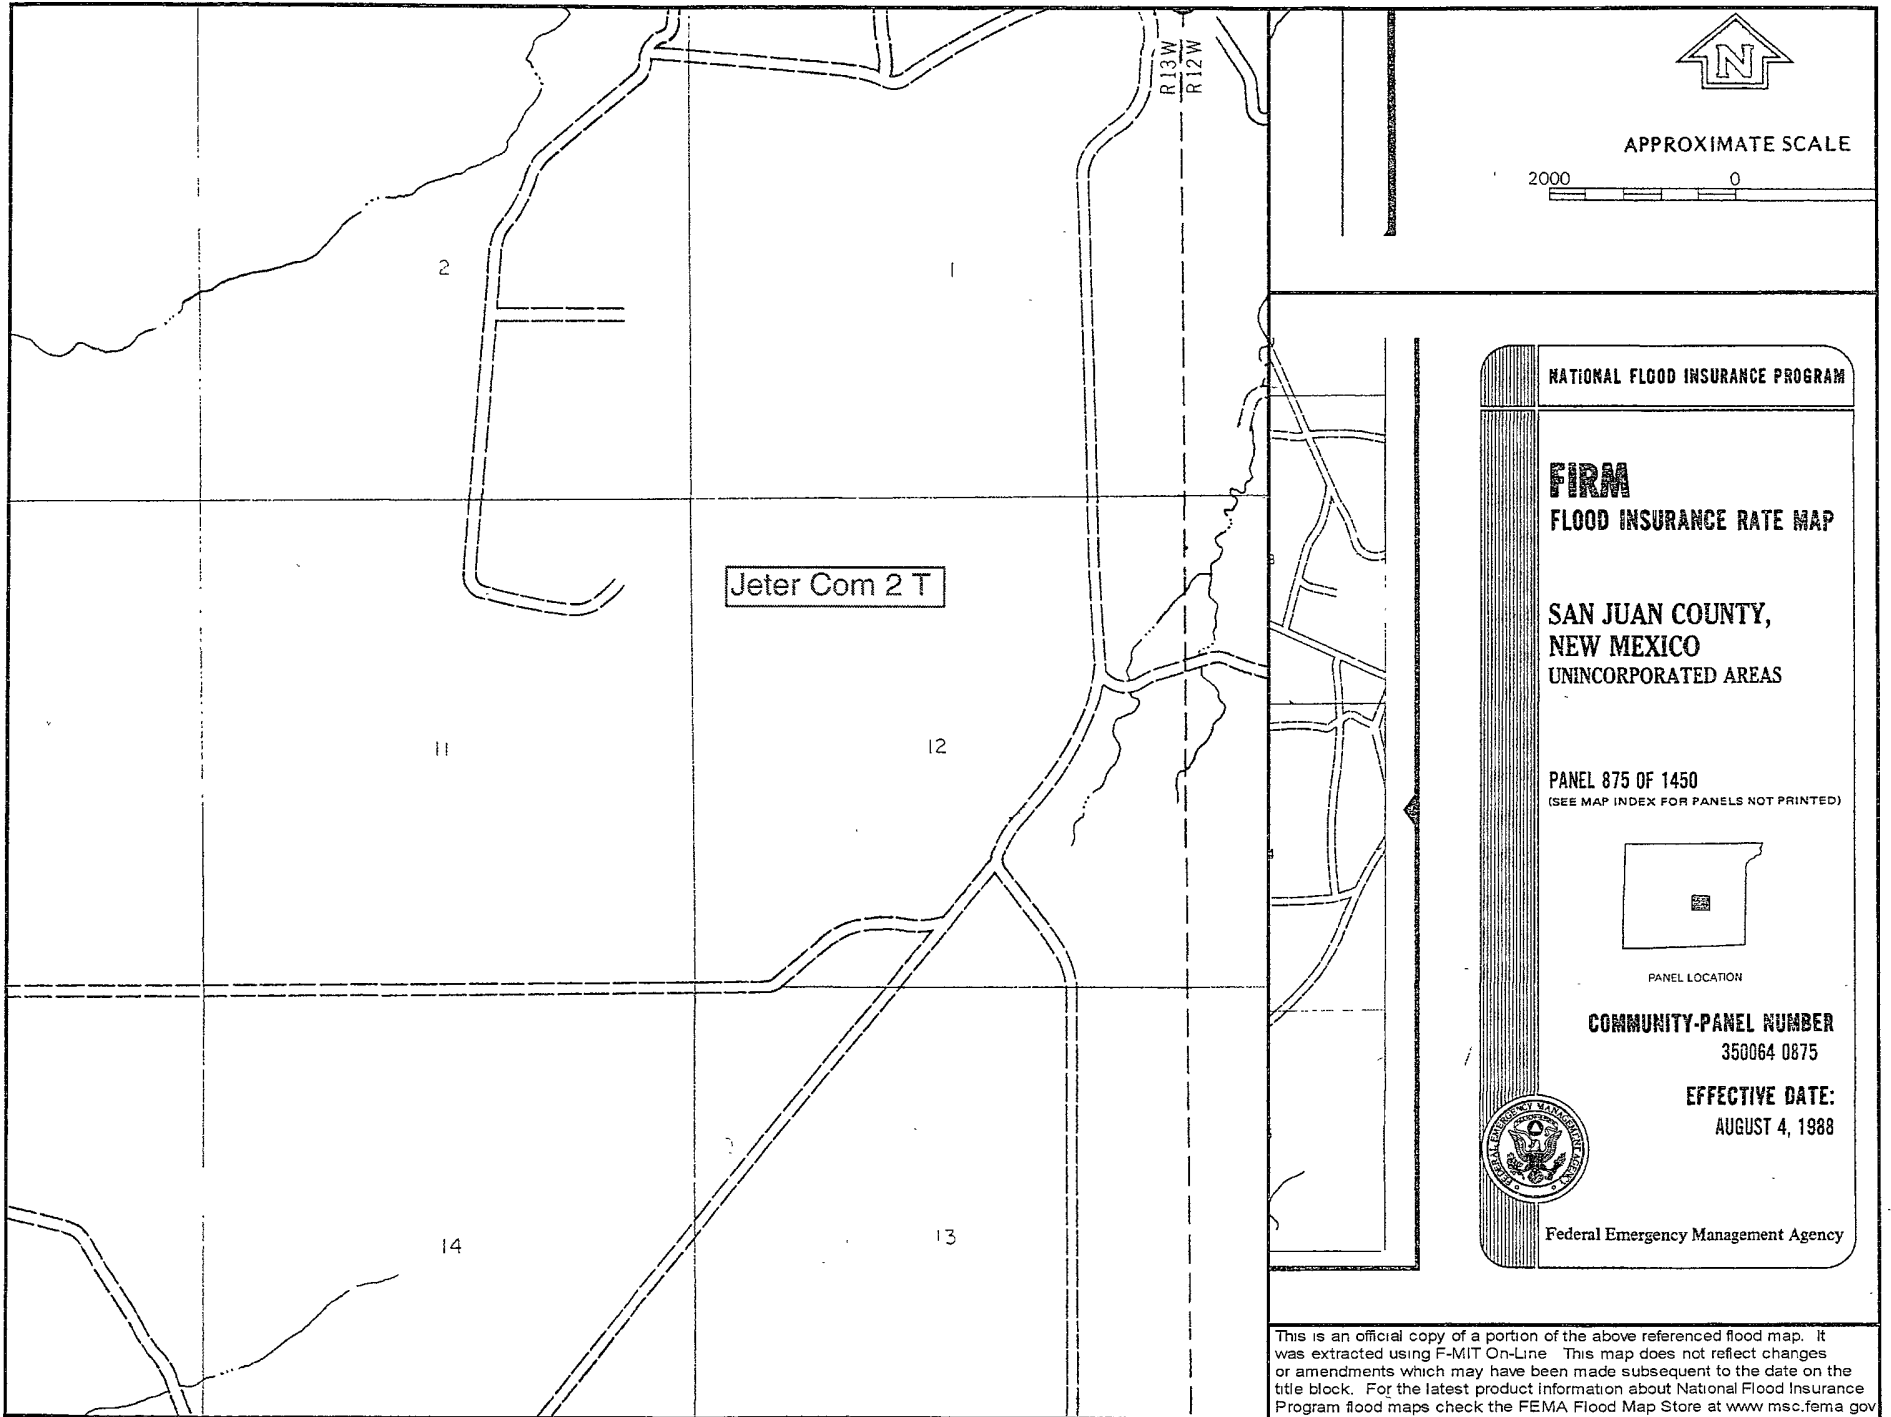 R13W
R12W
2
1
Jeter Com 2 T
11
12
14
13
N
APPROXIMATE SCALE
2000 0
NATIONAL FLOOD INSURANCE PROGRAM
FIRM
FLOOD INSURANCE RATE MAP
SAN JUAN COUNTY,
NEW MEXICO
UNINCORPORATED AREAS
PANEL 875 OF 1450
(SEE MAP INDEX FOR PANELS NOT PRINTED)
PANEL LOCATION
COMMUNITY-PANEL NUMBER
350064 0875
EFFECTIVE DATE:
AUGUST 4, 1988
FEDERAL EMERGENCY MANAGEMENT AGENCY
Federal Emergency Management Agency
This is an official copy of a portion of the above referenced flood map. It
was extracted using F-MIT On-Line This map does not reflect changes
or amendments which may have been made subsequent to the date on the
title block. For the latest product information about National Flood Insurance
Program flood maps check the FEMA Flood Map Store at www msc.fema gov